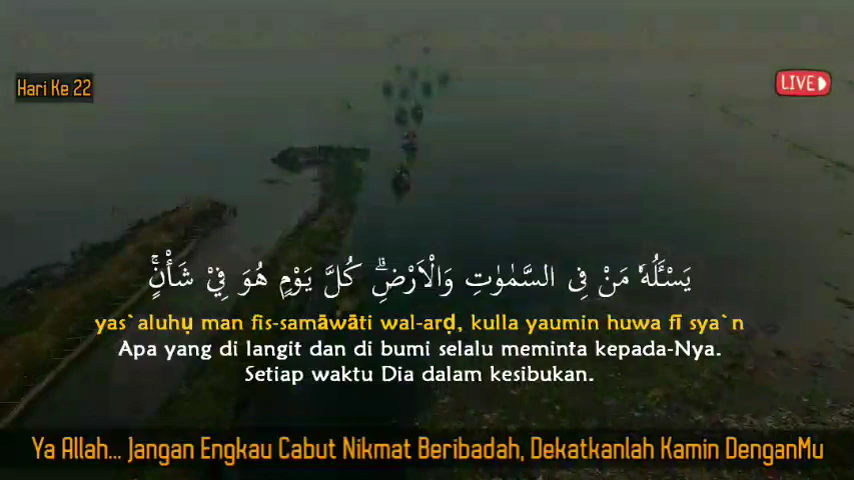 Hari Ke 22
LIVE
يَسْـَٔلُهٗ مَنْ فِى السَّمٰوٰتِ وَالْاَرْضِۗ كُلَّ يَوْمٍ هُوَ فِيْ شَأْنٍۚ
yas`aluhụ man fis-samāwāti wal-arḍ, kulla yaumin huwa fī sya`n
Apa yang di langit dan di bumi selalu meminta kepada-Nya.
Setiap waktu Dia dalam kesibukan.
Ya Allah... Jangan Engkau Cabut Nikmat Beribadah, Dekatkanlah Kamin DenganMu